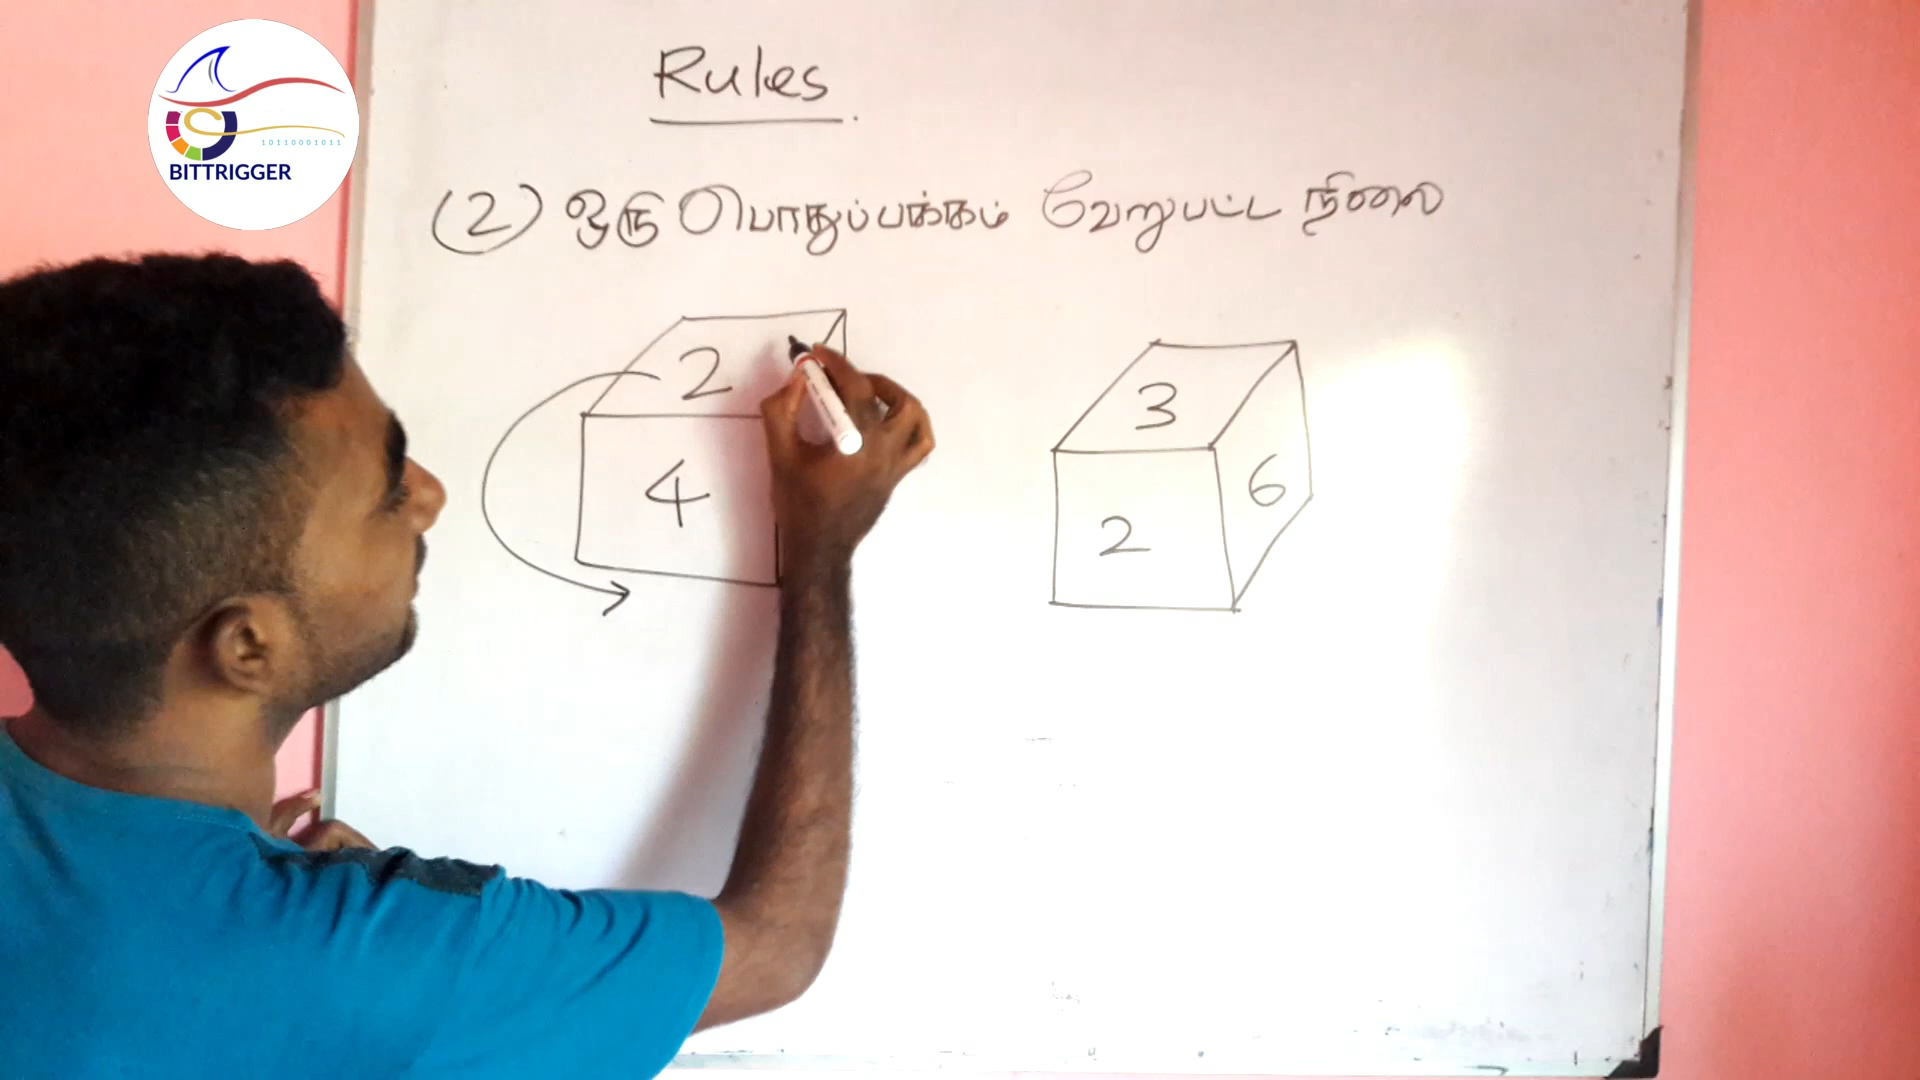 10110001011
BITTRIGGER
Rules
(2) ஒரு பொதுப்பக்கம் வேறுபட்ட நிலை
2
4
3
2
6